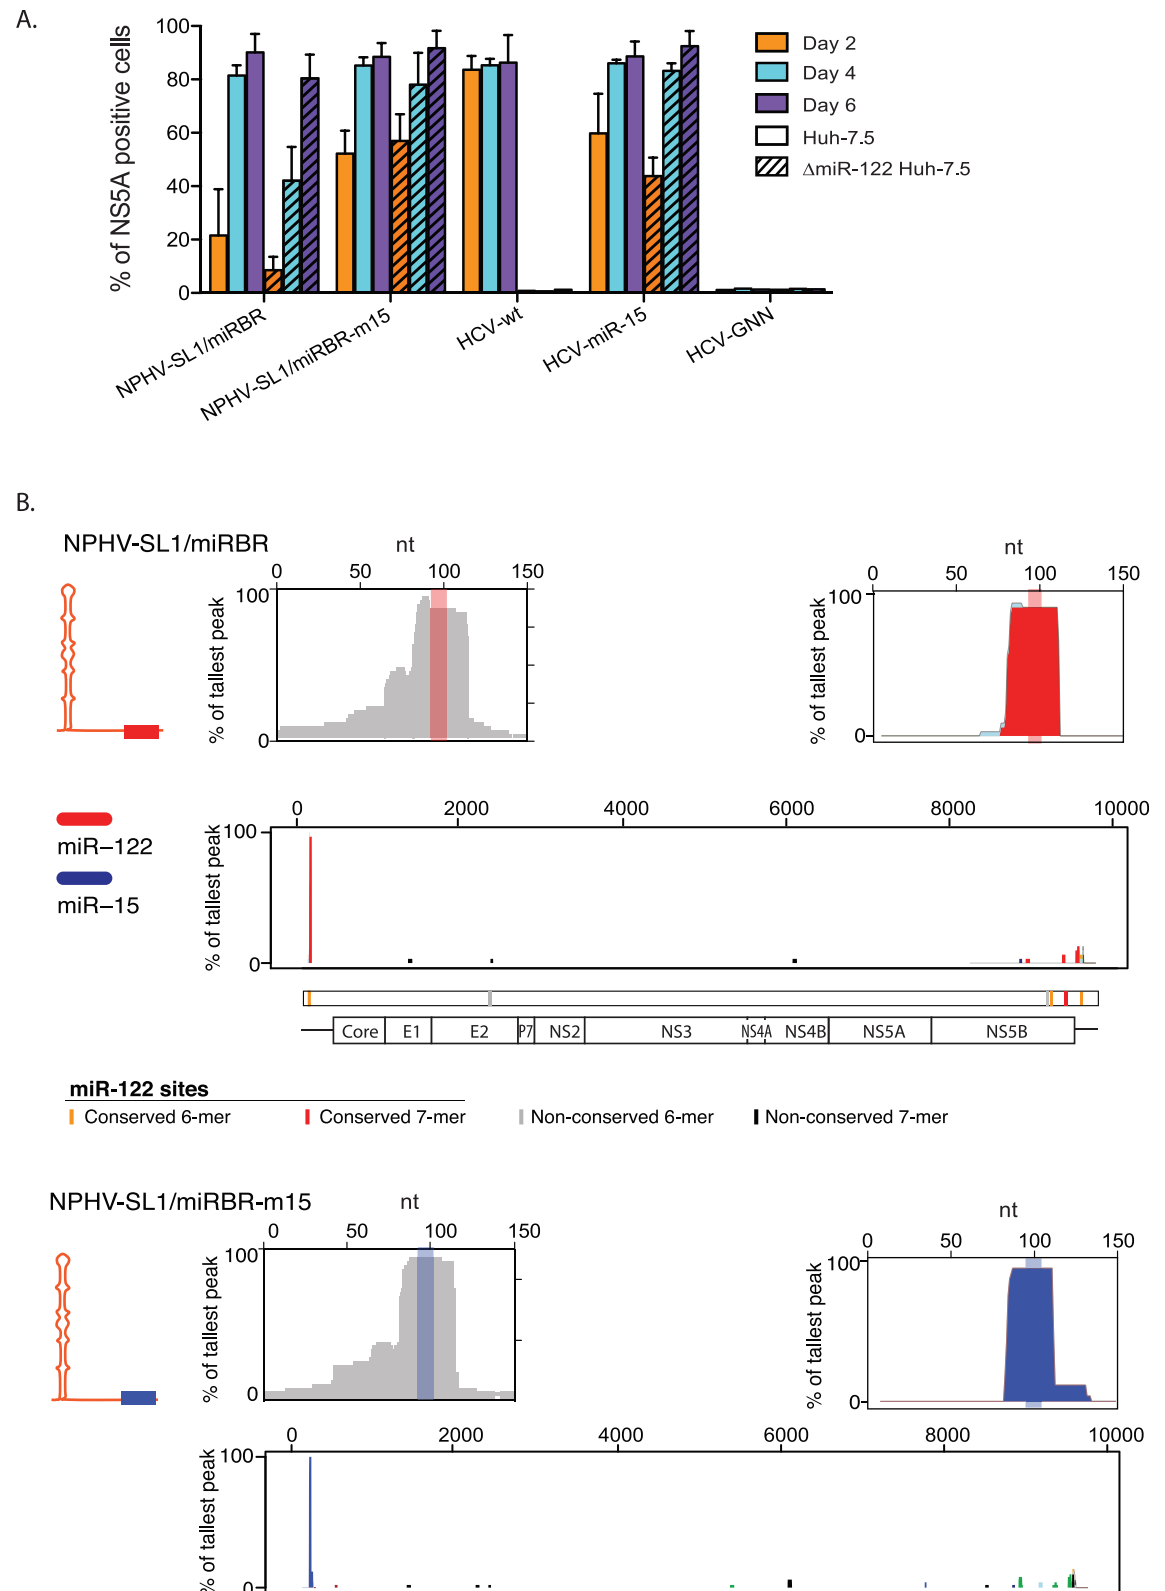 A.
% of NS5A positive cells
100
80
60
40
20
0
Day 2
Day 4
Day 6
Huh-7.5
ΔmiR-122 Huh-7.5
NPHV-SL1/miRBR
NPHV-SL1/miRBR-m15
HCV-wt
HCV-miR-15
HCV-GNN
B.
NPHV-SL1/miRBR
nt
0 50 100 150
% of tallest peak
100
0
nt
0 50 100 150
% of tallest peak
100
0
miR–122
miR–15
0 2000 4000 6000 8000 10000
% of tallest peak
100
0
Core E1 E2 P7 NS2 NS3 NS4A NS4B NS5A NS5B
miR-122 sites
Conserved 6-mer Conserved 7-mer Non-conserved 6-mer Non-conserved 7-mer
NPHV-SL1/miRBR-m15
nt
0 50 100 150
% of tallest peak
100
0
nt
0 50 100 150
% of tallest peak
100
0
0 2000 4000 6000 8000 10000
% of tallest peak
100
0